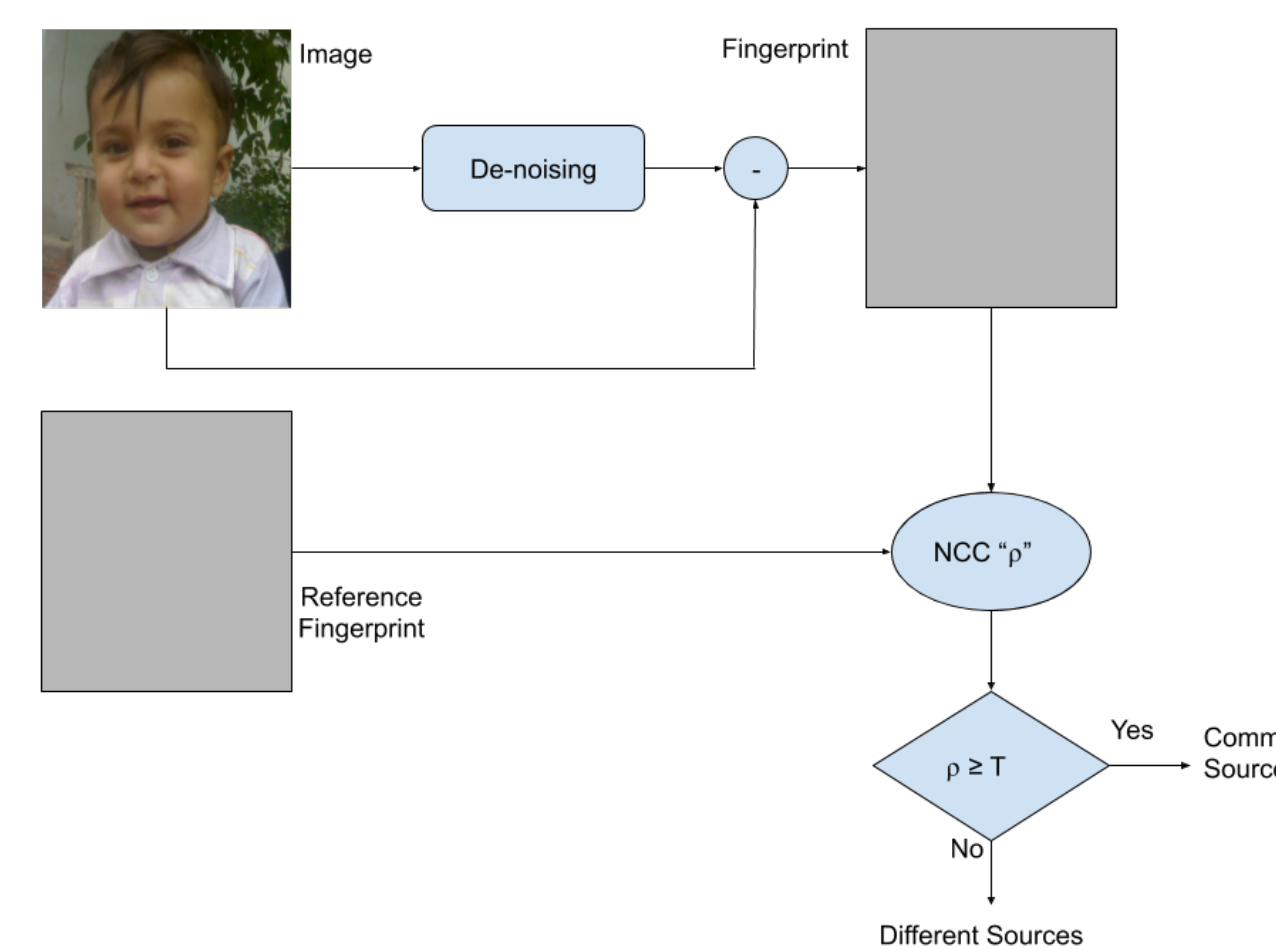 Image
Fingerprint
De-noising
-
NCC “ρ”
Reference
Fingerprint
ρ ≥ T
Yes
No
Different Sources